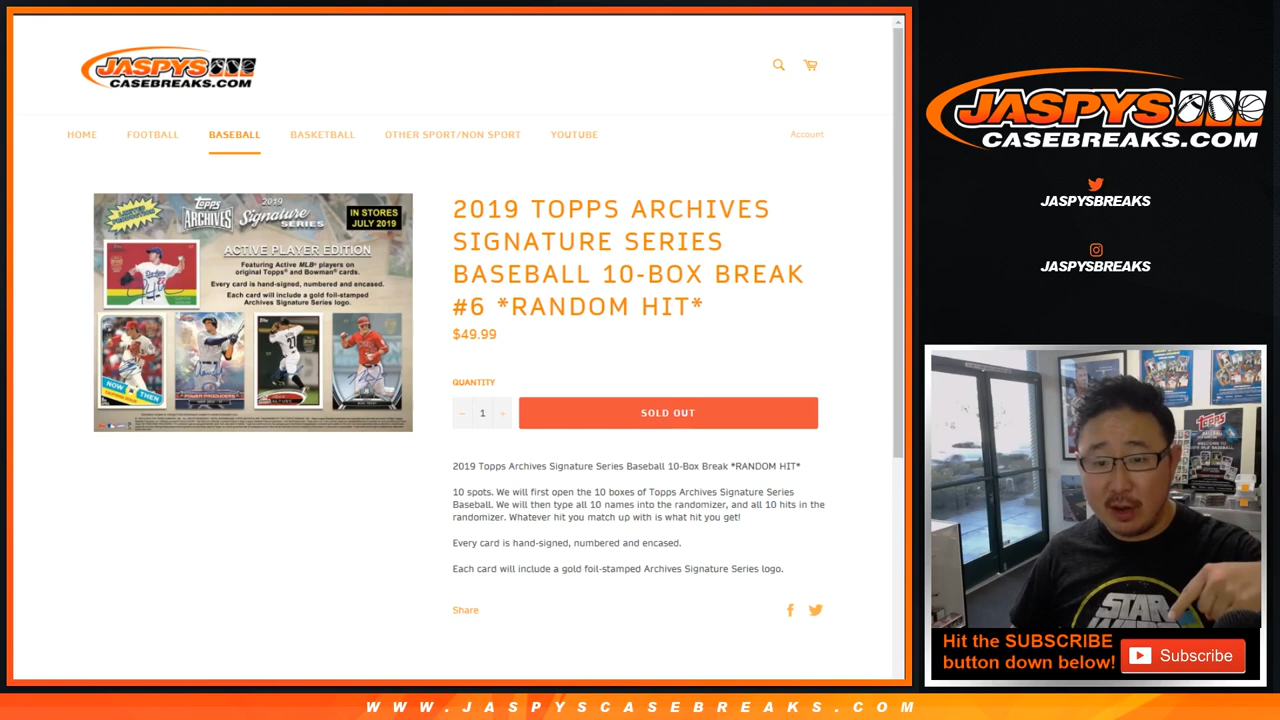 JASPYS
CASEBREAKS.COM
HOME
FOOTBALL
BASEBALL
BASKETBALL
OTHER SPORT/NON SPORT
YOUTUBE
Account
Topps
ARCHIVES
2019
Signature
SERIES
IN STORES
JULY 2019
ACTIVE PLAYER EDITION
Featuring Active MLB® players on
original Topps® and Bowman® cards.
Every card is hand-signed, numbered and encased.
Each card will include a gold foil-stamped
Archives Signature Series logo.
NOW
THEN
POWER PRODUCERS
2019 TOPPS ARCHIVES
SIGNATURE SERIES
BASEBALL 10-BOX BREAK
#6 *RANDOM HIT*
$49.99
QUANTITY
− 1 +
SOLD OUT
2019 Topps Archives Signature Series Baseball 10-Box Break *RANDOM HIT*
10 spots. We will first open the 10 boxes of Topps Archives Signature Series
Baseball. We will then type all 10 names into the randomizer, and all 10 hits in the
randomizer. Whatever hit you match up with is what hit you get!
Every card is hand-signed, numbered and encased.
Each card will include a gold foil-stamped Archives Signature Series logo.
Share
JASPYS
CASEBREAKS.COM
JASPYSBREAKS
JASPYSBREAKS
Topps
STAR
WARS
Hit the SUBSCRIBE
button down below!
Subscribe
WWW.JASPYSCASEBREAKS.COM